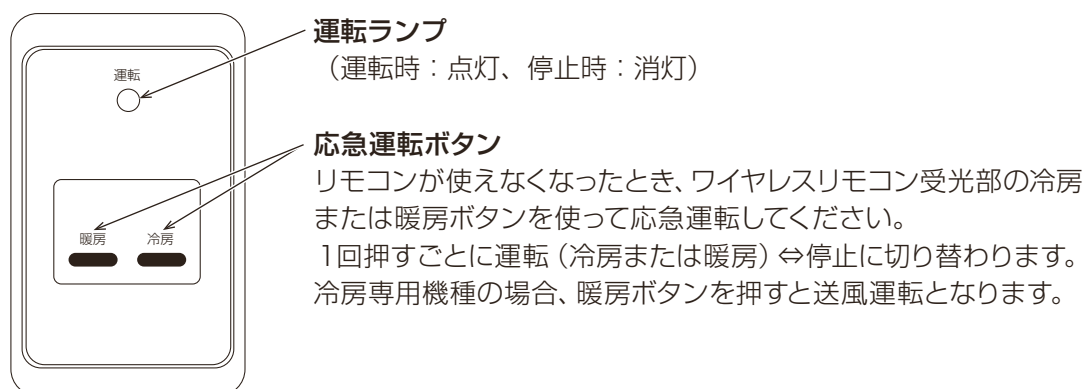 運転ランプ
（運転時：点灯、停止時：消灯）
運転
応急運転ボタン
リモコンが使えなくなったとき、ワイヤレスリモコン受光部の冷房
または暖房ボタンを使って応急運転してください。
1回押すごとに運転（冷房または暖房）⇔停止に切り替わります。
冷房専用機種の場合、暖房ボタンを押すと送風運転となります。
暖房 冷房